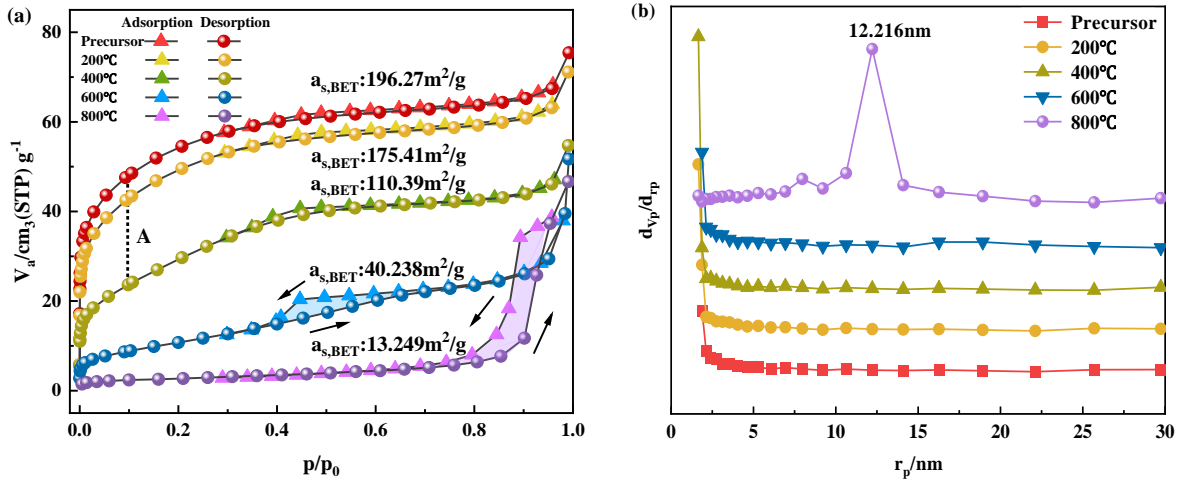 (a)
Adsorption Desorption
Precursor
200℃
400℃
600℃
800℃
a_s,BET:196.27m²/g
a_s,BET:175.41m²/g
a_s,BET:110.39m²/g
A
a_s,BET:40.238m²/g
a_s,BET:13.249m²/g
80
60
40
20
0
V_a/cm_3(STP) g^-1
0.0 0.2 0.4 0.6 0.8 1.0
p/p_0
(b)
12.216nm
Precursor
200℃
400℃
600℃
800℃
d_vp/d_rp
0 5 10 15 20 25 30
r_p/nm